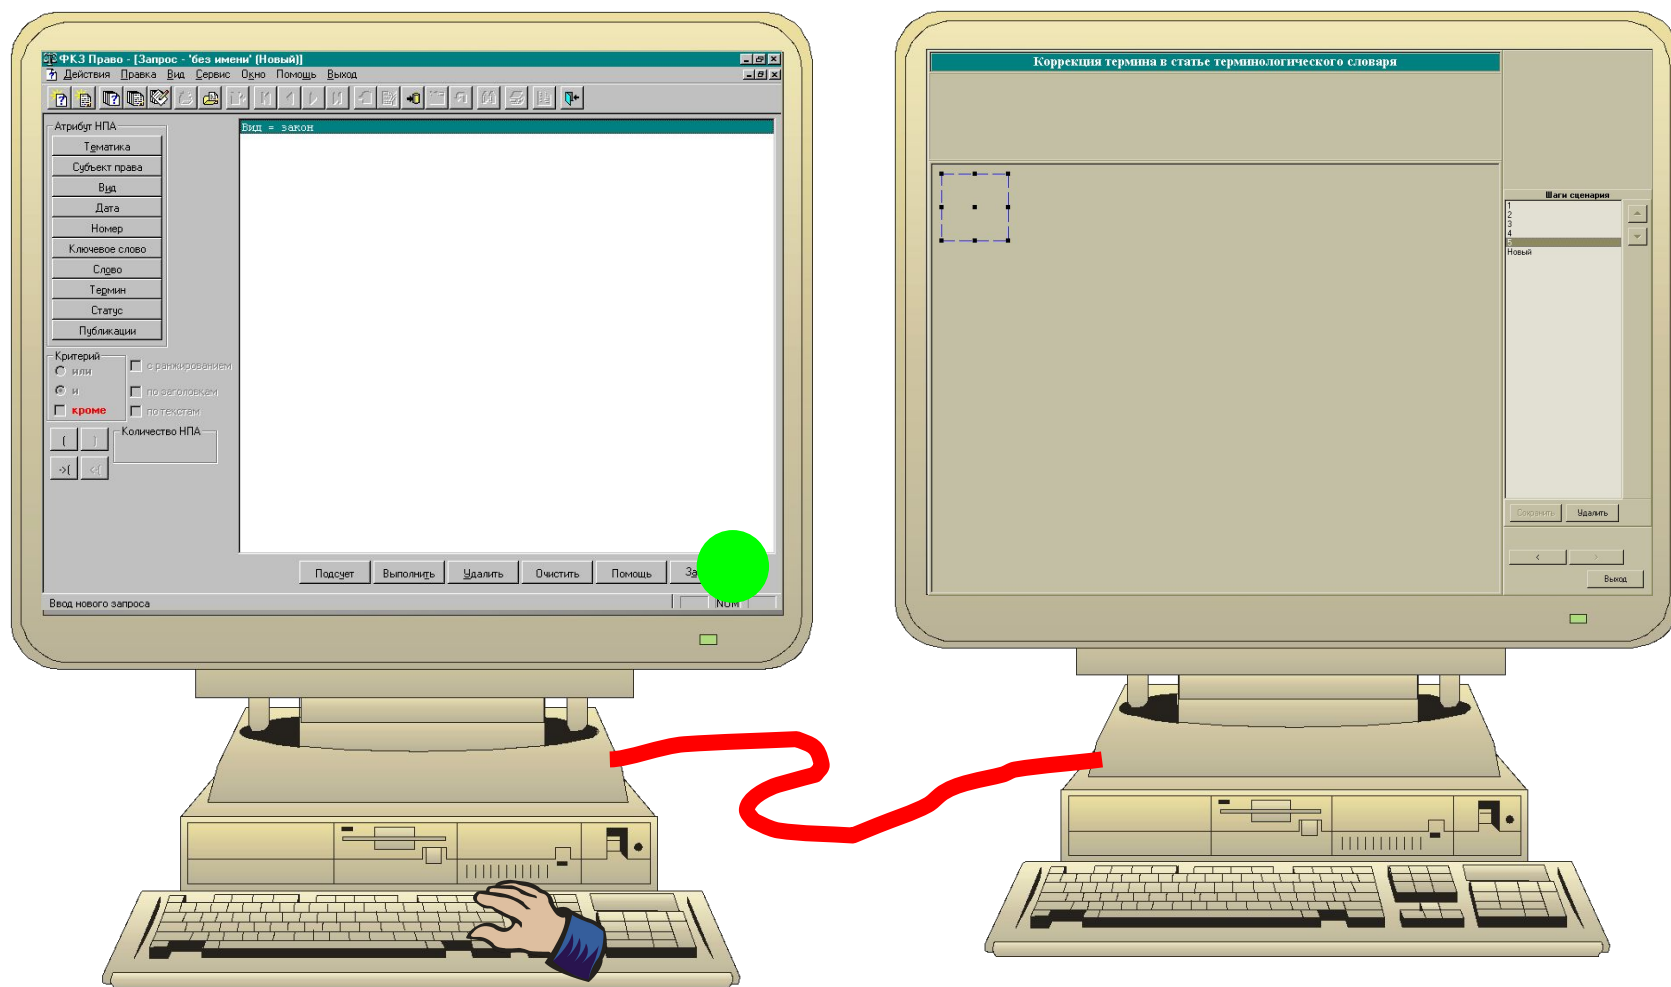 ФКЗ Право - [Запрос - 'без имени' (Новый)]
Действия Правка Вид Сервис Окно Помощь Выход
Атрибут НПА
Тематика
Субъект права
Вид
Дата
Номер
Ключевое слово
Слово
Термин
Статус
Публикации
Вид = закон
Критерий
или
и
кроме
с ранжированием
по заголовкам
по текстам
Количество НПА
( )
->( <-(
Подсчет Выполнить Удалить Очистить Помощь
Ввод нового запроса
NUM
Коррекция термина в статье терминологического словаря
Шаги сценария
1
2
3
4
5
Новый
Сохранить Удалить
< >
Выход